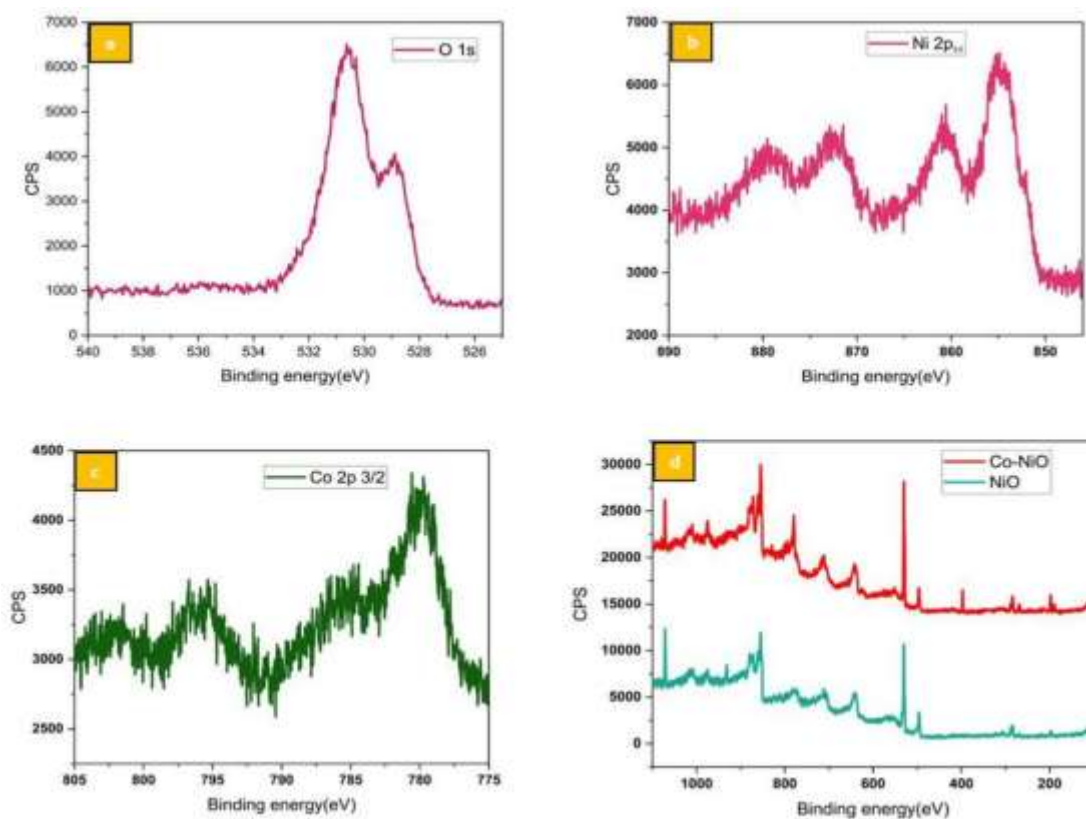 a
O 1s
7000
6000
5000
4000
3000
2000
1000
0
CPS
540 538 536 534 532 530 528 526
Binding energy(eV)
b
Ni 2p
7000
6000
5000
4000
3000
2000
CPS
890 880 870 860 850
Binding energy(eV)
c
Co 2p 3/2
4500
4000
3500
3000
2500
CPS
805 800 795 790 785 780 775
Binding energy(eV)
d
Co-NiO
NiO
30000
25000
20000
15000
10000
5000
0
CPS
1000 800 600 400 200
Binding energy(eV)